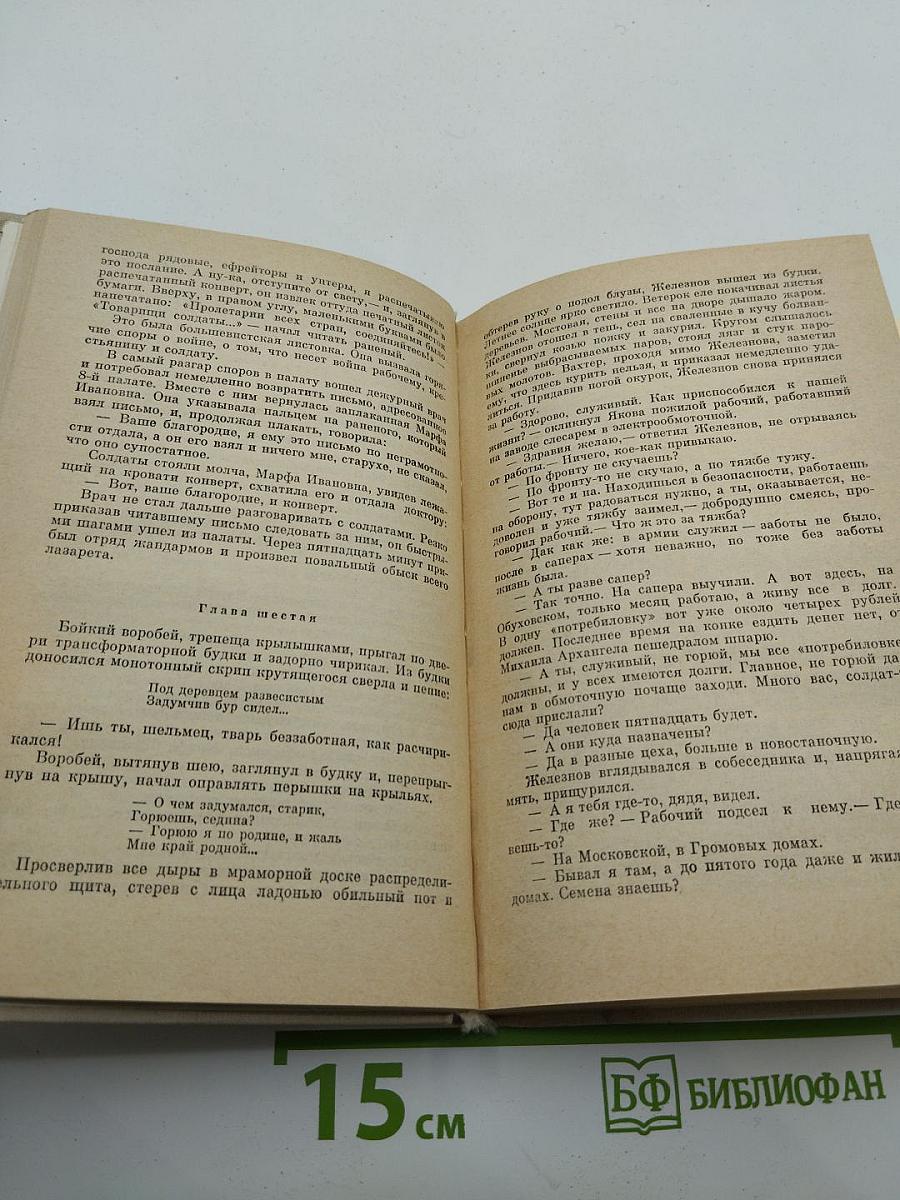 господа рядовые, ефрейторы и унтеры, я распечатываю
это послание. А ну-ка, отступите от света,— и, заглянув в
распечатанный конверт, он извлек оттуда печатный листок
бумаги. Вверху, в правом углу, маленькими буквами было
напечатано: «Пролетарии всех стран, соединяйтесь!» —
«Товарищи солдаты...» — начал читать раненый.
Это была большевистская листовка. Она вызвала горя-
чие споры о войне, о том, что несет война рабочему, кре-
стьянину и солдату.
В самый разгар споров в палату вошел дежурный врач
и потребовал немедленно возвратить письмо, адресованное
8-й палате. Вместе с ним вернулась заплаканная Марфа
Ивановна. Она указывала пальцем на раненого, который
взял письмо, и, продолжая плакать, говорила:
— Ваше благородие, я ему это письмо по неграмотно-
сти отдала, а он его взял и ничего мне, старухе, не сказал,
что оно супостатное.
Солдаты стояли молча, Марфа Ивановна, увидев лежа-
щий на кровати конверт, схватила его и отдала доктору:
— Вот, ваше благородие, и конверт.
Врач не стал дальше разговаривать с солдатами. Резко
приказав читавшему письмо следовать за ним, он быстры-
ми шагами ушел из палаты. Через пятнадцать минут при-
был отряд жандармов и произвел повальный обыск всего
лазарета.
Глава шестая
Бойкий воробей, трепеща крылышками, прыгал по две-
ри трансформаторной будки и задорно чирикал. Из будки
доносился монотонный скрип крутящегося сверла и пение:
Под деревцем развесистым
Задумчив бур сидел...
— Ишь ты, шельмец, тварь беззаботная, как расчири-
кался!
Воробей, вытянув шею, заглянул в будку и, перепрыг-
нув на крышу, начал оправлять перышки на крыльях.
— О чем задумался, старик,
Горюешь, седина?
— Горюю я по родине, и жаль
Мне край родной...
Просверлив все дыры в мраморной доске распредели-
ельного щита, стерев с лица ладонью обильный пот и
обтерев руку о подол блузы, Железнов вышел из будки.
Летнее солнце ярко светило. Ветерок еле покачивал листья
деревьев. Мостовая, стены и все на дворе дышало жаром.
Железнов отошел в тень, сел на сваленные в кучу болван-
ки, свернул козью ножку и закурил. Кругом слышалось
шипенье выбрасываемых паров, стоял лязг и стук паро-
вых молотов. Вахтер, проходя мимо Железнова, заметил
ему, что здесь курить нельзя, и приказал немедленно уда-
литься. Придавив ногой окурок, Железнов снова принялся
за работу.
— Здорово, служивый. Как приспособился к нашей
жизни? — окликнул Якова пожилой рабочий, работавший
на заводе слесарем в электрообмоточной.
— Здравия желаю,— ответил Железнов, не отрываясь
от работы.— Ничего, кое-как привыкаю.
— По фронту не скучаешь?
— По фронту-то не скучаю, а по тяжбе тужу.
— Вот те и на. Находишься в безопасности, работаешь
на оборону, тут радоваться нужно, а ты, оказывается, не-
доволен и уже тяжбу заимел,— добродушно смеясь, про-
говорил рабочий.— Что ж это за тяжба?
— Дак как же: в армии служил — заботы не было,
после в саперах — хотя неважно, но тоже без заботы
жизнь была.
— А ты разве сапер?
— Так точно. На сапера выучили. А вот здесь, на
Обуховском, только месяц работаю, а живу все в долг.
В одну «потребиловку» вот уже около четырех рублей
должен. Последнее время на конке ездить денег нет, от
Михаила Архангела пешедралом шпарю.
— А ты, служивый, не горюй, мы все «потребиловке
должны, и у всех имеются долги. Главное, не горюй да
нам в обмоточную почаще заходи. Много вас, солдат-
сюда прислали?
— Да человек пятнадцать будет.
— А они куда назначены?
— Да в разные цеха, больше в новостаночную.
Железнов вглядывался в собеседника и, напрягая
мять, прищурился.
— А я тебя где-то, дядя, видел.
— Где же? — Рабочий подсел к нему.— Где
вешь-то?
— На Московской, в Громовых домах.
— Бывал я там, а до пятого года даже и жил
домах. Семена знаешь?
15 см
БФ БИБЛИОФАН